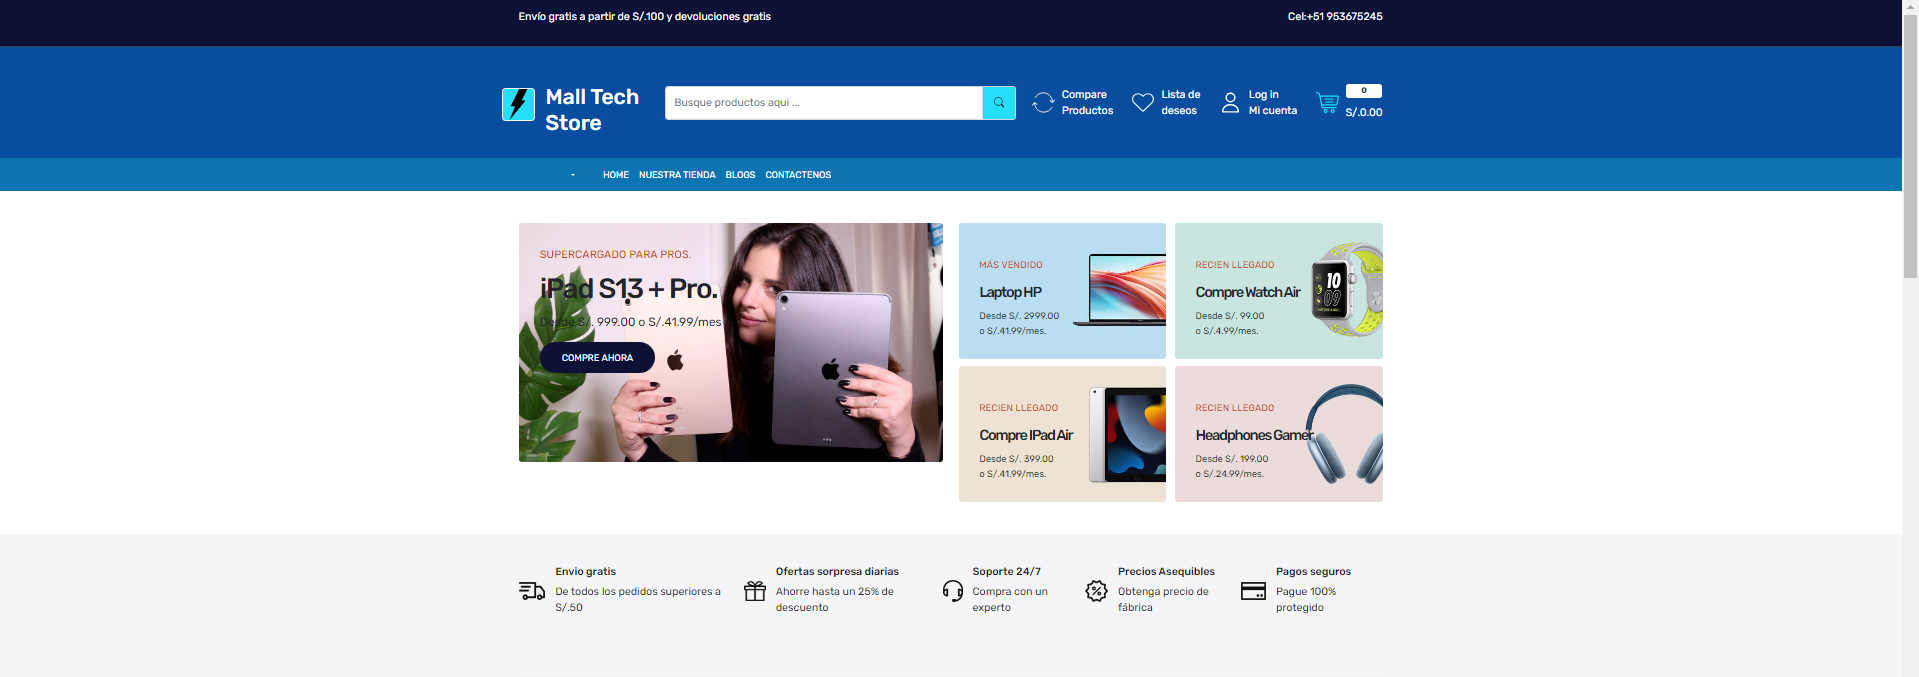 Envío gratis a partir de S/.100 y devoluciones gratis
Cel:+51 953675245
Mall Tech
Store
Busque productos aqui ...
Compare
Productos
Lista de
deseos
Log in
Mi cuenta
0
S/.0.00
HOME NUESTRA TIENDA BLOGS CONTACTENOS
SUPERCARGADO PARA PROS.
iPad S13 + Pro.
Desde S/. 999.00 o S/.41.99/mes
COMPRE AHORA
MÁS VENDIDO
Laptop HP
Desde S/. 2999.00
o S/.41.99/mes.
RECIEN LLEGADO
Compre Watch Air
Desde S/. 99.00
o S/.4.99/mes.
10
09
RECIEN LLEGADO
Compre IPad Air
Desde S/. 399.00
o S/.41.99/mes.
RECIEN LLEGADO
Headphones Gamer
Desde S/. 199.00
o S/.24.99/mes.
Envio gratis
De todos los pedidos superiores a
S/.50
Ofertas sorpresa diarias
Ahorre hasta un 25% de
descuento
Soporte 24/7
Compra con un
experto
Precios Asequibles
Obtenga precio de
fábrica
Pagos seguros
Pague 100%
protegido